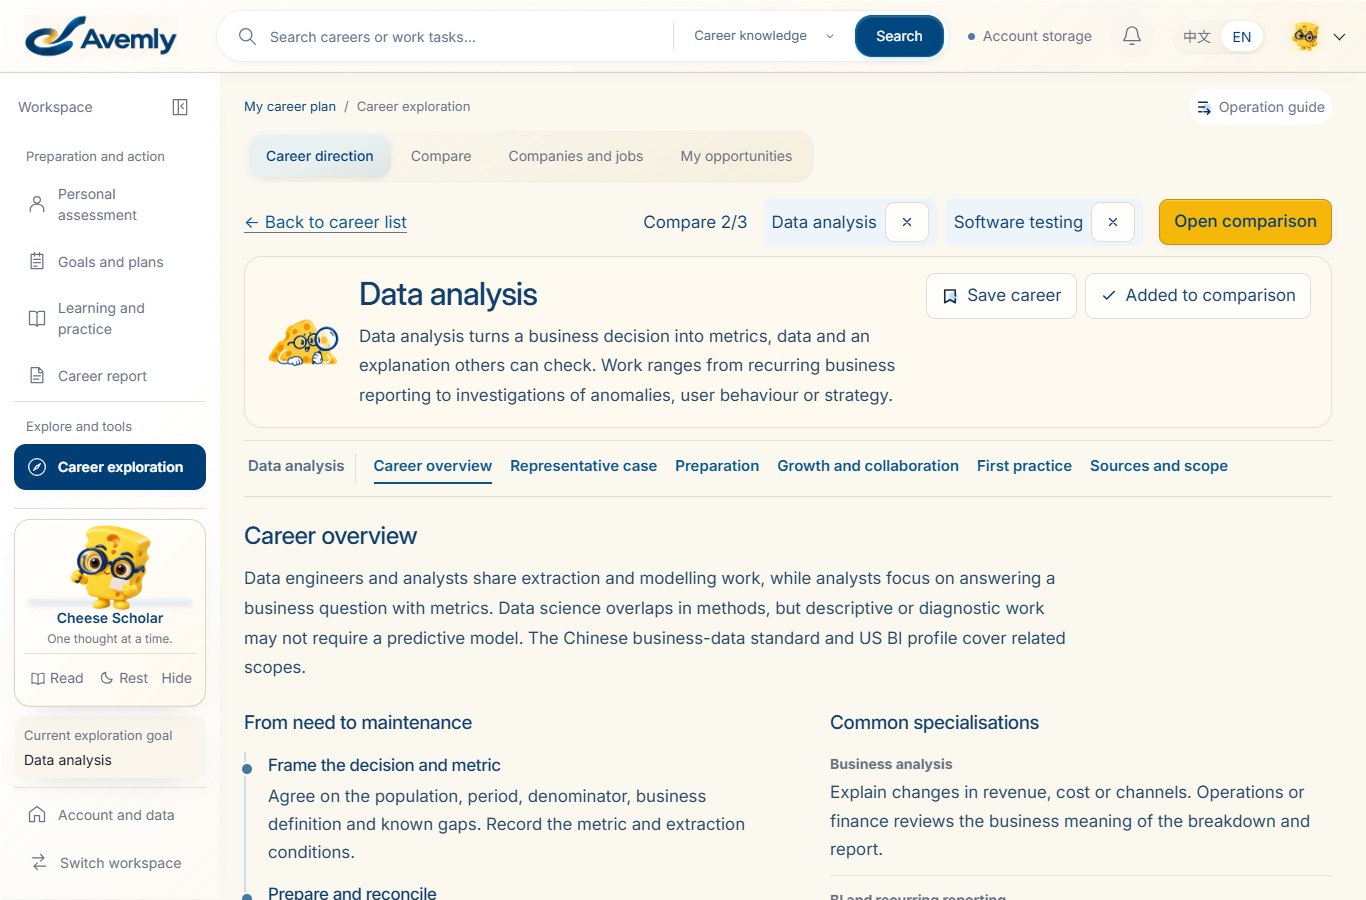 Avemly
Search careers or work tasks...
Career knowledge
Search
Account storage
中文
EN
Workspace
Preparation and action
Personal
assessment
Goals and plans
Learning and
practice
Career report
Explore and tools
Career exploration
Cheese Scholar
One thought at a time.
Read
Rest
Hide
Current exploration goal
Data analysis
Account and data
Switch workspace
My career plan / Career exploration
Operation guide
Career direction
Compare
Companies and jobs
My opportunities
← Back to career list
Compare 2/3
Data analysis ×
Software testing ×
Open comparison
Data analysis
Data analysis turns a business decision into metrics, data and an
explanation others can check. Work ranges from recurring business
reporting to investigations of anomalies, user behaviour or strategy.
Save career
Added to comparison
Data analysis
Career overview
Representative case
Preparation
Growth and collaboration
First practice
Sources and scope
Career overview
Data engineers and analysts share extraction and modelling work, while analysts focus on answering a
business question with metrics. Data science overlaps in methods, but descriptive or diagnostic work
may not require a predictive model. The Chinese business-data standard and US BI profile cover related
scopes.
From need to maintenance
Frame the decision and metric
Agree on the population, period, denominator, business
definition and known gaps. Record the metric and extraction
conditions.
Prepare and reconcile
Common specialisations
Business analysis
Explain changes in revenue, cost or channels. Operations or
finance reviews the business meaning of the breakdown and
report.
BI and recurring reporting